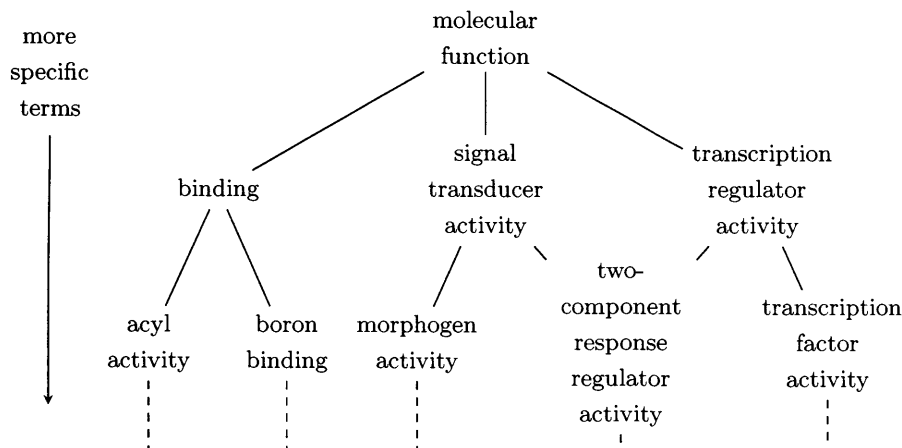 more
specific
terms
molecular
function
binding
signal
transducer
activity
transcription
regulator
activity
acyl
activity
boron
binding
morphogen
activity
two-
component
response
regulator
activity
transcription
factor
activity